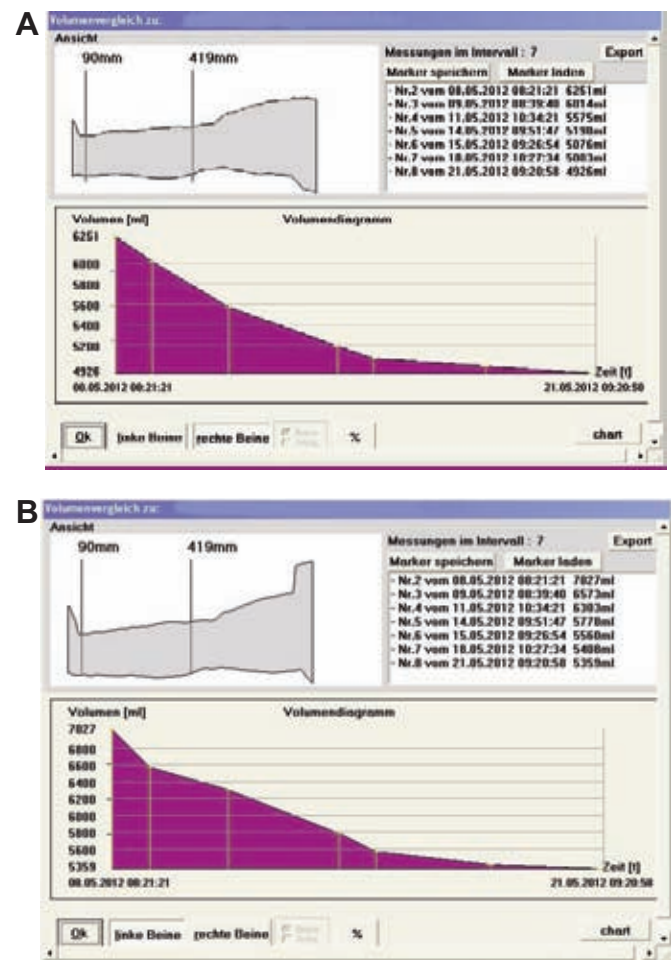 A
Volumenvergleich zu:
Ansicht
90mm 419mm
Messungen im Intervall : 7 Export
Marker speichern Marker laden
- Nr.2 vom 08.05.2012 08:21:21 6251ml
- Nr.3 vom 09.05.2012 08:39:40 6014ml
- Nr.4 vom 11.05.2012 10:34:21 5575ml
- Nr.5 vom 14.05.2012 09:51:47 5198ml
- Nr.6 vom 15.05.2012 09:26:54 5076ml
- Nr.7 vom 18.05.2012 10:27:34 5003ml
- Nr.8 vom 21.05.2012 09:20:58 4926ml
Volumen [ml] Volumendiagramm
6251
6000
5800
5600
5400
5200
4926 Zeit [t]
08.05.2012 08:21:21 21.05.2012 09:20:58
Ok linke Beine rechte Beine % chart
B
Volumenvergleich zu:
Ansicht
90mm 419mm
Messungen im Intervall : 7 Export
Marker speichern Marker laden
- Nr.2 vom 08.05.2012 08:21:21 7027ml
- Nr.3 vom 09.05.2012 08:39:40 6573ml
- Nr.4 vom 11.05.2012 10:34:21 6303ml
- Nr.5 vom 14.05.2012 09:51:47 5778ml
- Nr.6 vom 15.05.2012 09:26:54 5560ml
- Nr.7 vom 18.05.2012 10:27:34 5408ml
- Nr.8 vom 21.05.2012 09:20:58 5359ml
Volumen [ml] Volumendiagramm
7027
6800
6600
6400
6200
6000
5800
5600
5359 Zeit [t]
08.05.2012 08:21:21 21.05.2012 09:20:58
Ok linke Beine rechte Beine % chart